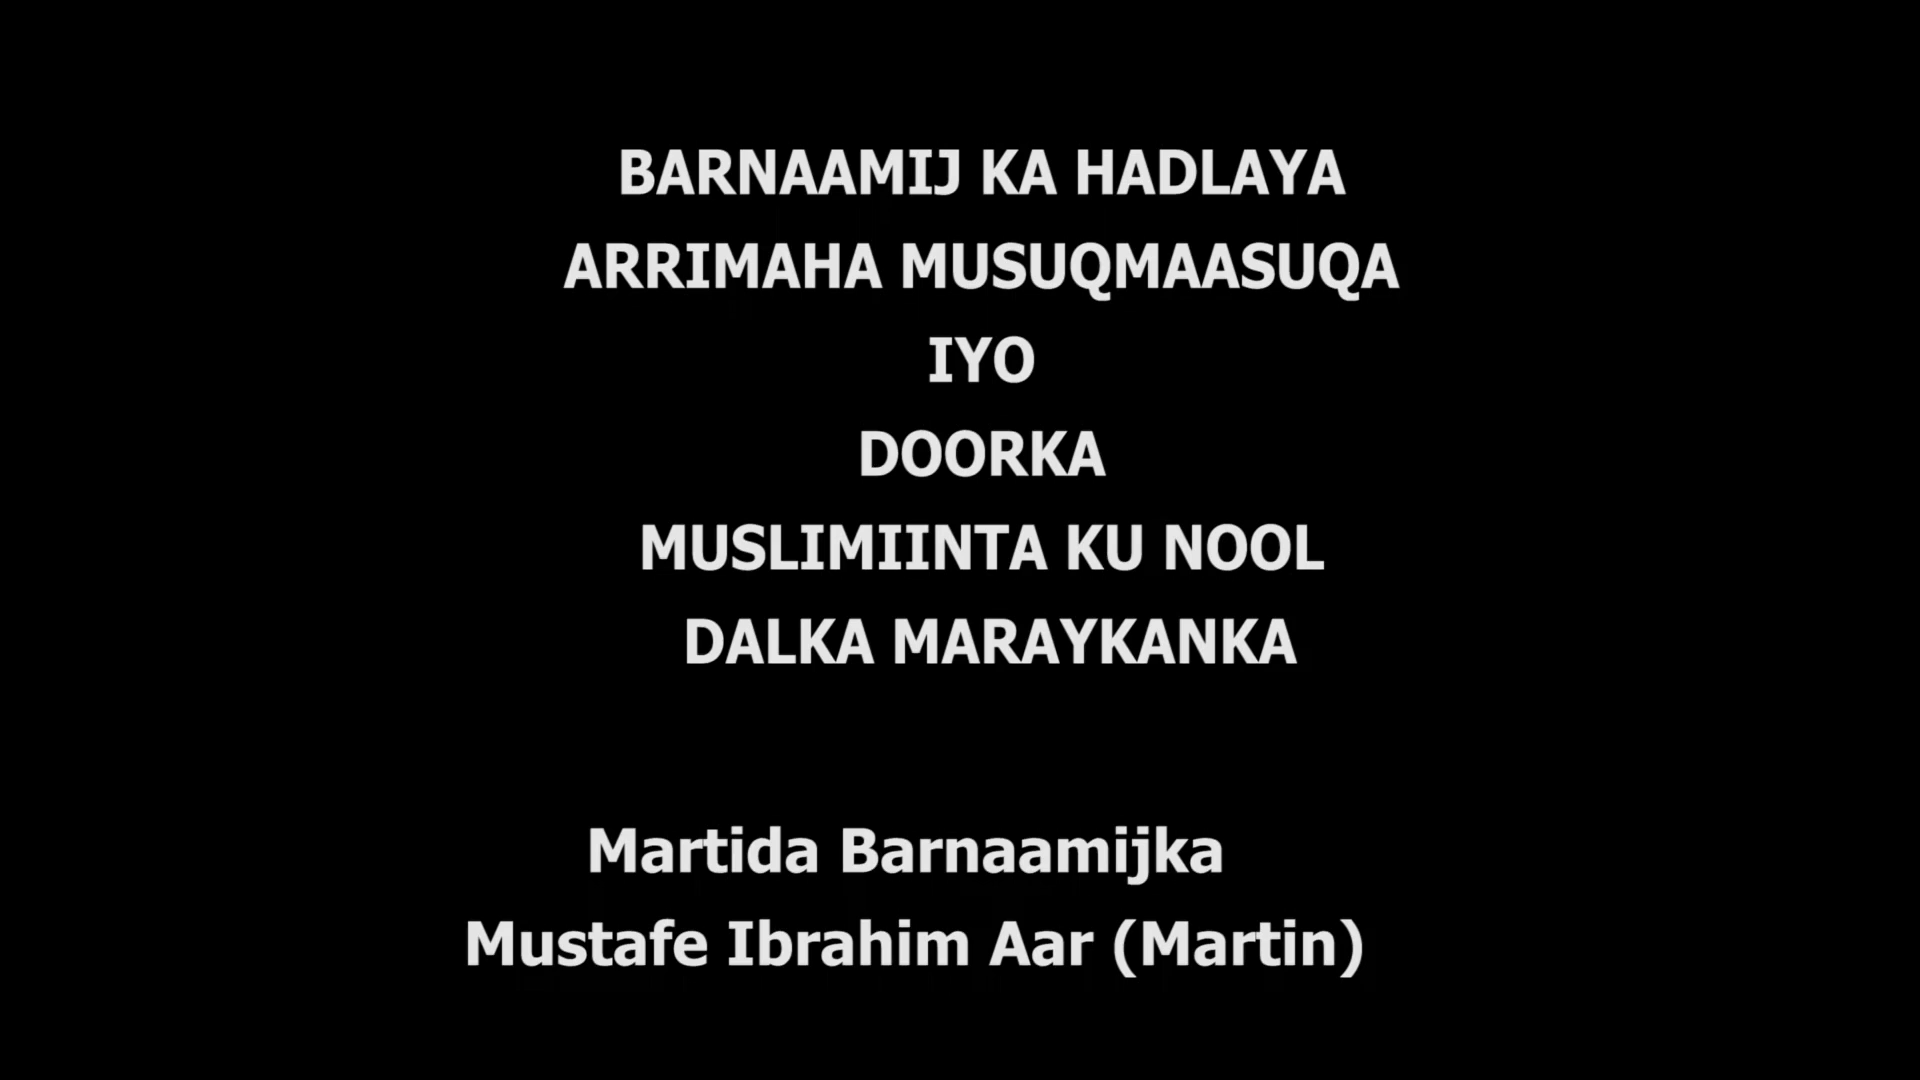 BARNAAMIJ KA HADLAYA
ARRIMAHA MUSUQMAASUQA
IYO
DOORKA
MUSLIMIINTA KU NOOL
DALKA MARAYKANKA
Martida Barnaamijka
Mustafe Ibrahim Aar (Martin)